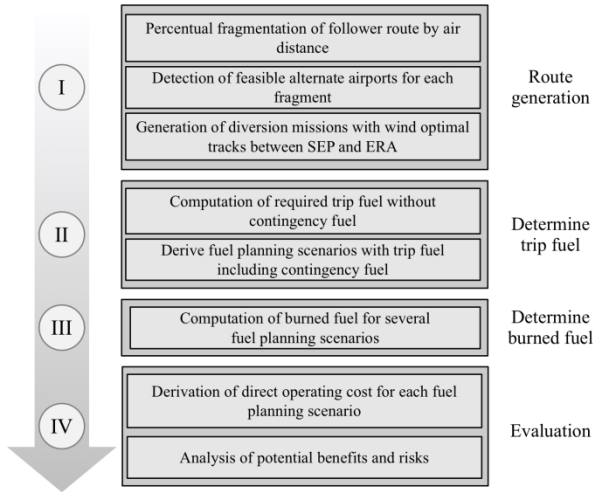 I
Percentual fragmentation of follower route by air
distance
Detection of feasible alternate airports for each
fragment
Generation of diversion missions with wind optimal
tracks between SEP and ERA
Route
generation
II
Computation of required trip fuel without
contingency fuel
Derive fuel planning scenarios with trip fuel
including contingency fuel
Determine
trip fuel
III
Computation of burned fuel for several
fuel planning scenarios
Determine
burned fuel
IV
Derivation of direct operating cost for each fuel
planning scenario
Analysis of potential benefits and risks
Evaluation